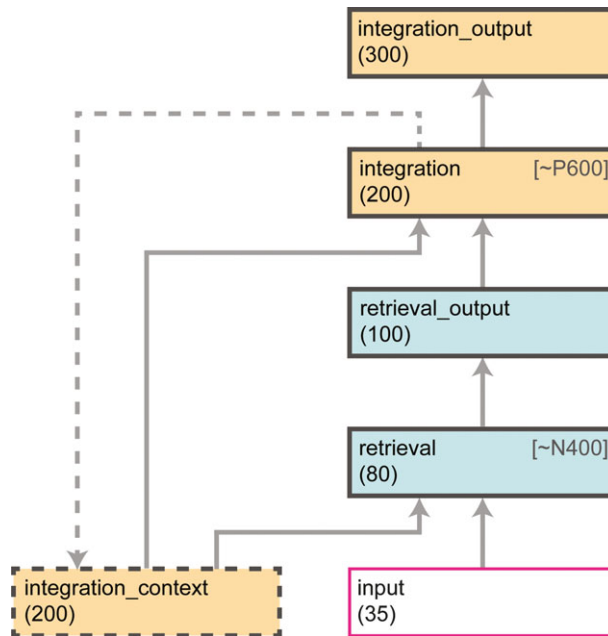 integration_output
(300)
integration [~P600]
(200)
retrieval_output
(100)
retrieval [~N400]
(80)
integration_context
(200)
input
(35)